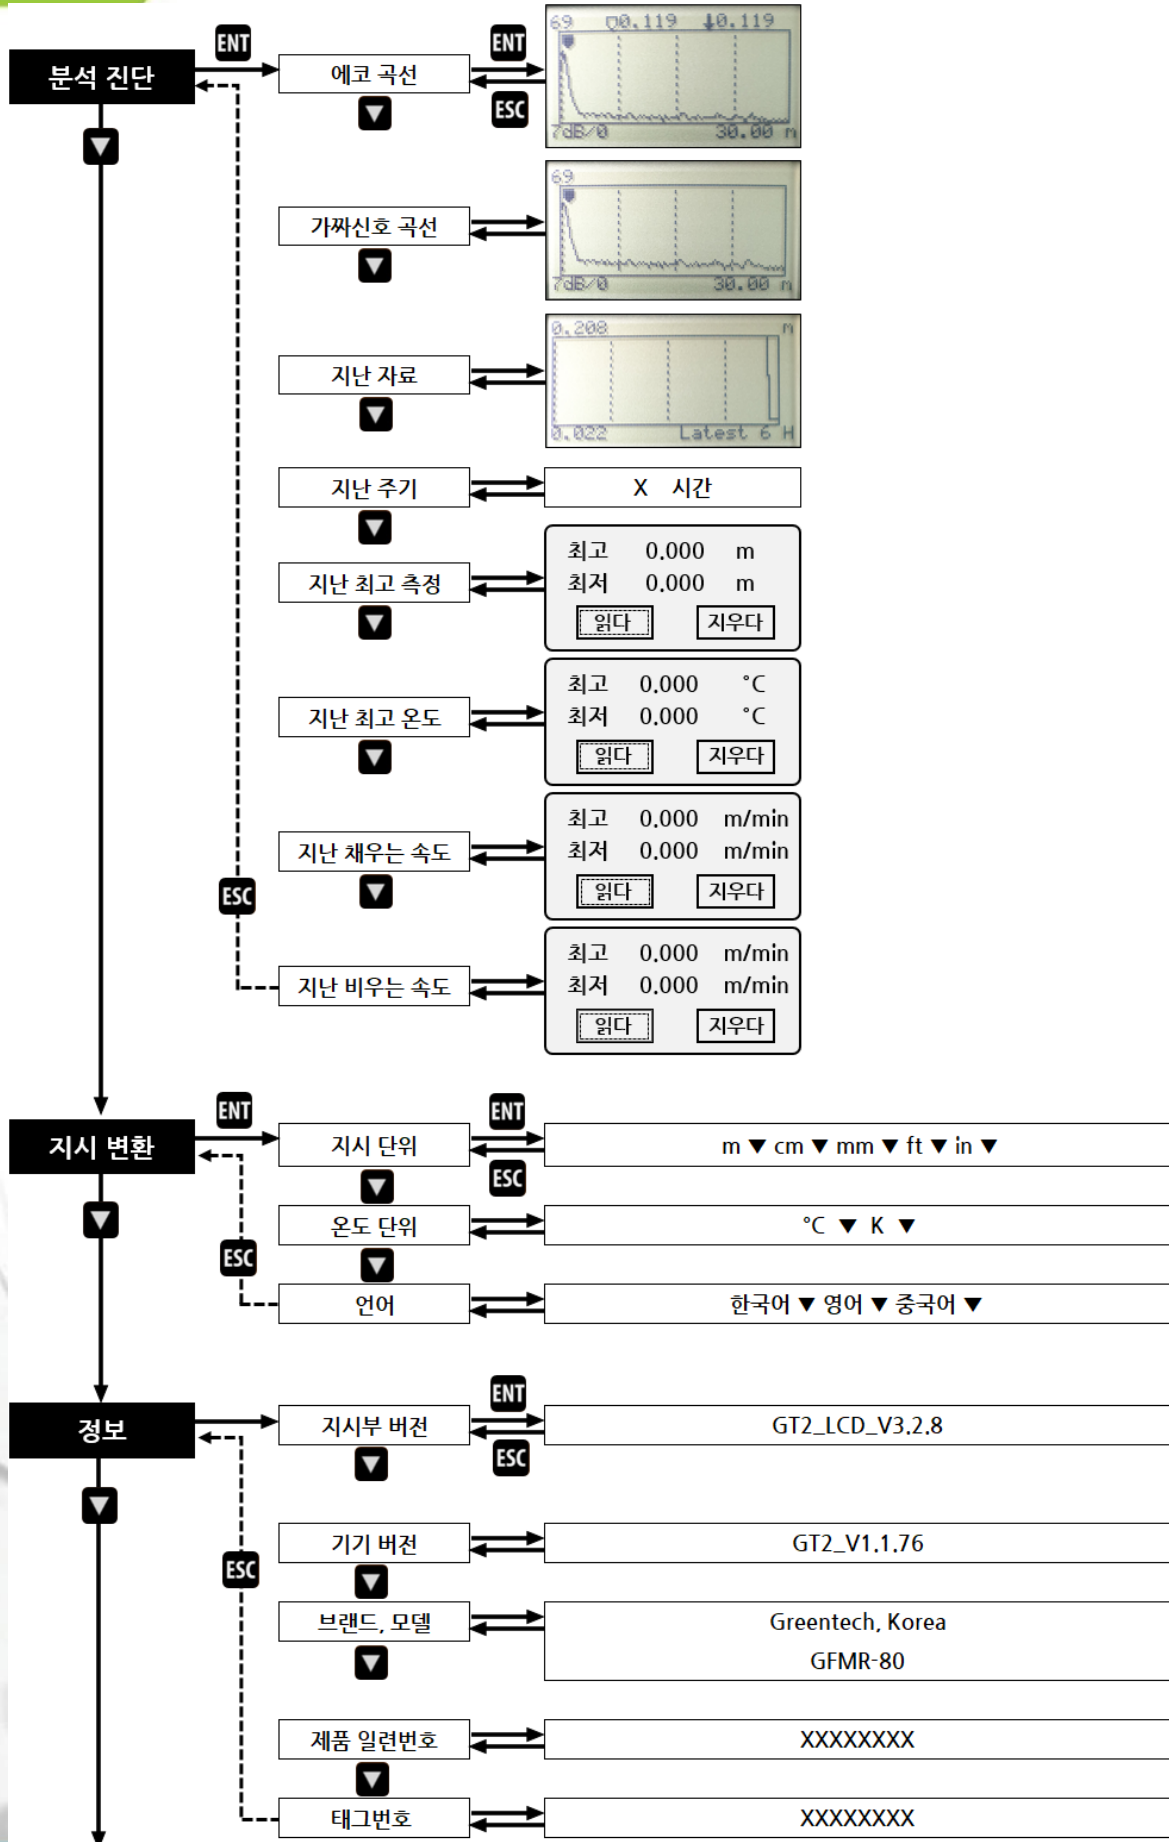 ENT
ENT
분석 진단
에코 곡선
ESC
69 0.119 0.119
7dB/0 30.00 m
가짜신호 곡선
69
7dB/0 30.00 m
지난 자료
0.208 m
0.022 Latest 6 H
지난 주기
X 시간
지난 최고 측정
최고 0.000 m
최저 0.000 m
읽다 지우다
지난 최고 온도
최고 0.000 °C
최저 0.000 °C
읽다 지우다
지난 채우는 속도
최고 0.000 m/min
최저 0.000 m/min
읽다 지우다
ESC
지난 비우는 속도
최고 0.000 m/min
최저 0.000 m/min
읽다 지우다
ENT
ENT
지시 변환
지시 단위
m ▼ cm ▼ mm ▼ ft ▼ in ▼
ESC
온도 단위
°C ▼ K ▼
ESC
언어
한국어 ▼ 영어 ▼ 중국어 ▼
ENT
정보
지시부 버전
GT2_LCD_V3.2.8
ESC
기기 버전
GT2_V1.1.76
ESC
브랜드, 모델
Greentech, Korea
GFMR-80
제품 일련번호
XXXXXXXX
태그번호
XXXXXXXX